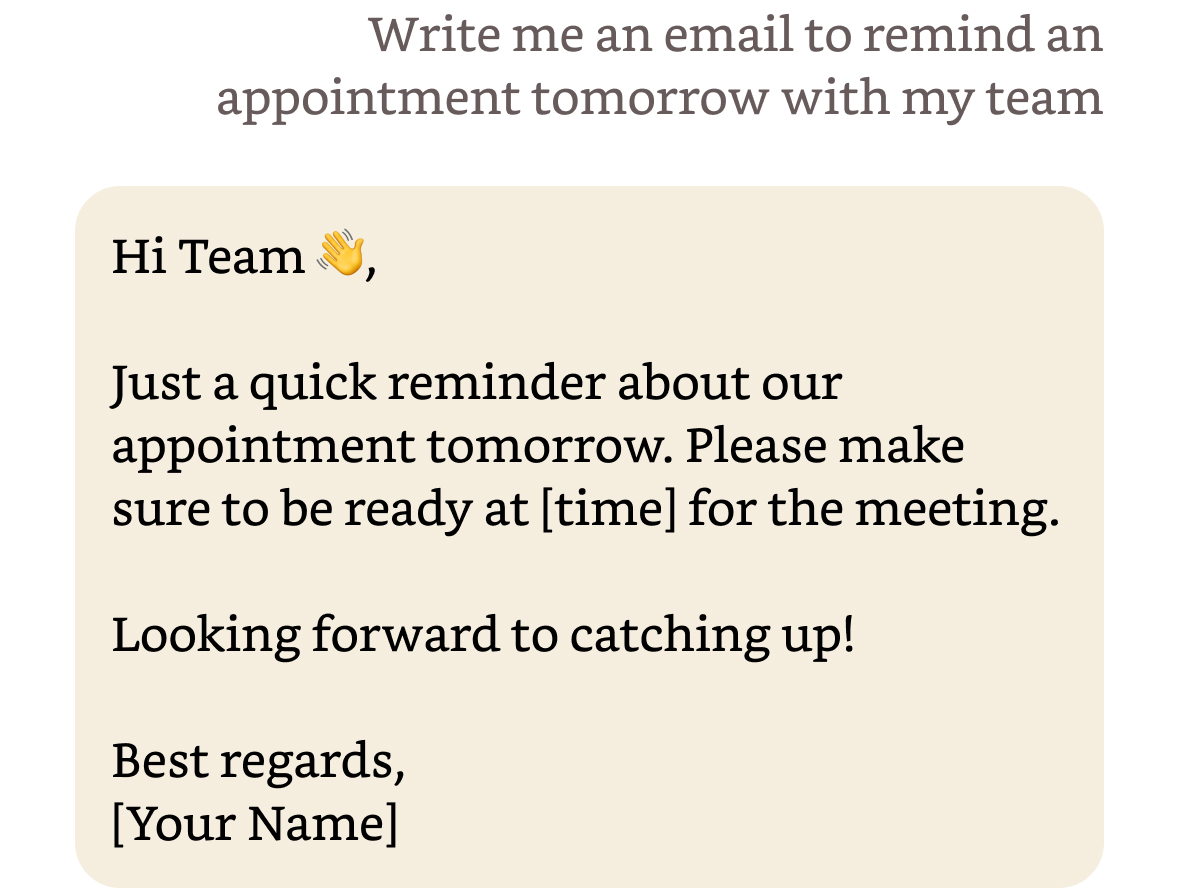 Write me an email to remind an
appointment tomorrow with my team
Hi Team 👋,
Just a quick reminder about our
appointment tomorrow. Please make
sure to be ready at [time] for the meeting.
Looking forward to catching up!
Best regards,
[Your Name]